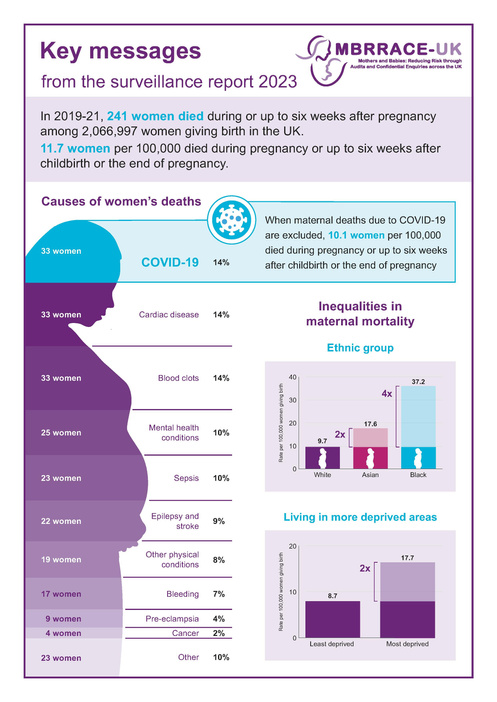 Key messages
from the surveillance report 2023
MBRRACE-UK
Mothers and Babies: Reducing Risk through
Audits and Confidential Enquiries across the UK
In 2019-21, 241 women died during or up to six weeks after pregnancy
among 2,066,997 women giving birth in the UK.
11.7 women per 100,000 died during pregnancy or up to six weeks after
childbirth or the end of pregnancy.
Causes of women's deaths
33 women COVID-19 14%
33 women Cardiac disease 14%
33 women Blood clots 14%
25 women Mental health
conditions 10%
23 women Sepsis 10%
22 women Epilepsy and
stroke 9%
19 women Other physical
conditions 8%
17 women Bleeding 7%
9 women Pre-eclampsia 4%
4 women Cancer 2%
23 women Other 10%
When maternal deaths due to COVID-19
are excluded, 10.1 women per 100,000
died during pregnancy or up to six weeks
after childbirth or the end of pregnancy
Inequalities in
maternal mortality
Ethnic group
Rate per 100,000 women giving birth
40
30
20
10
0
9.7
2x
17.6
4x
37.2
White Asian Black
Living in more deprived areas
Rate per 100,000 women giving birth
20
10
0
8.7
2x
17.7
Least deprived Most deprived